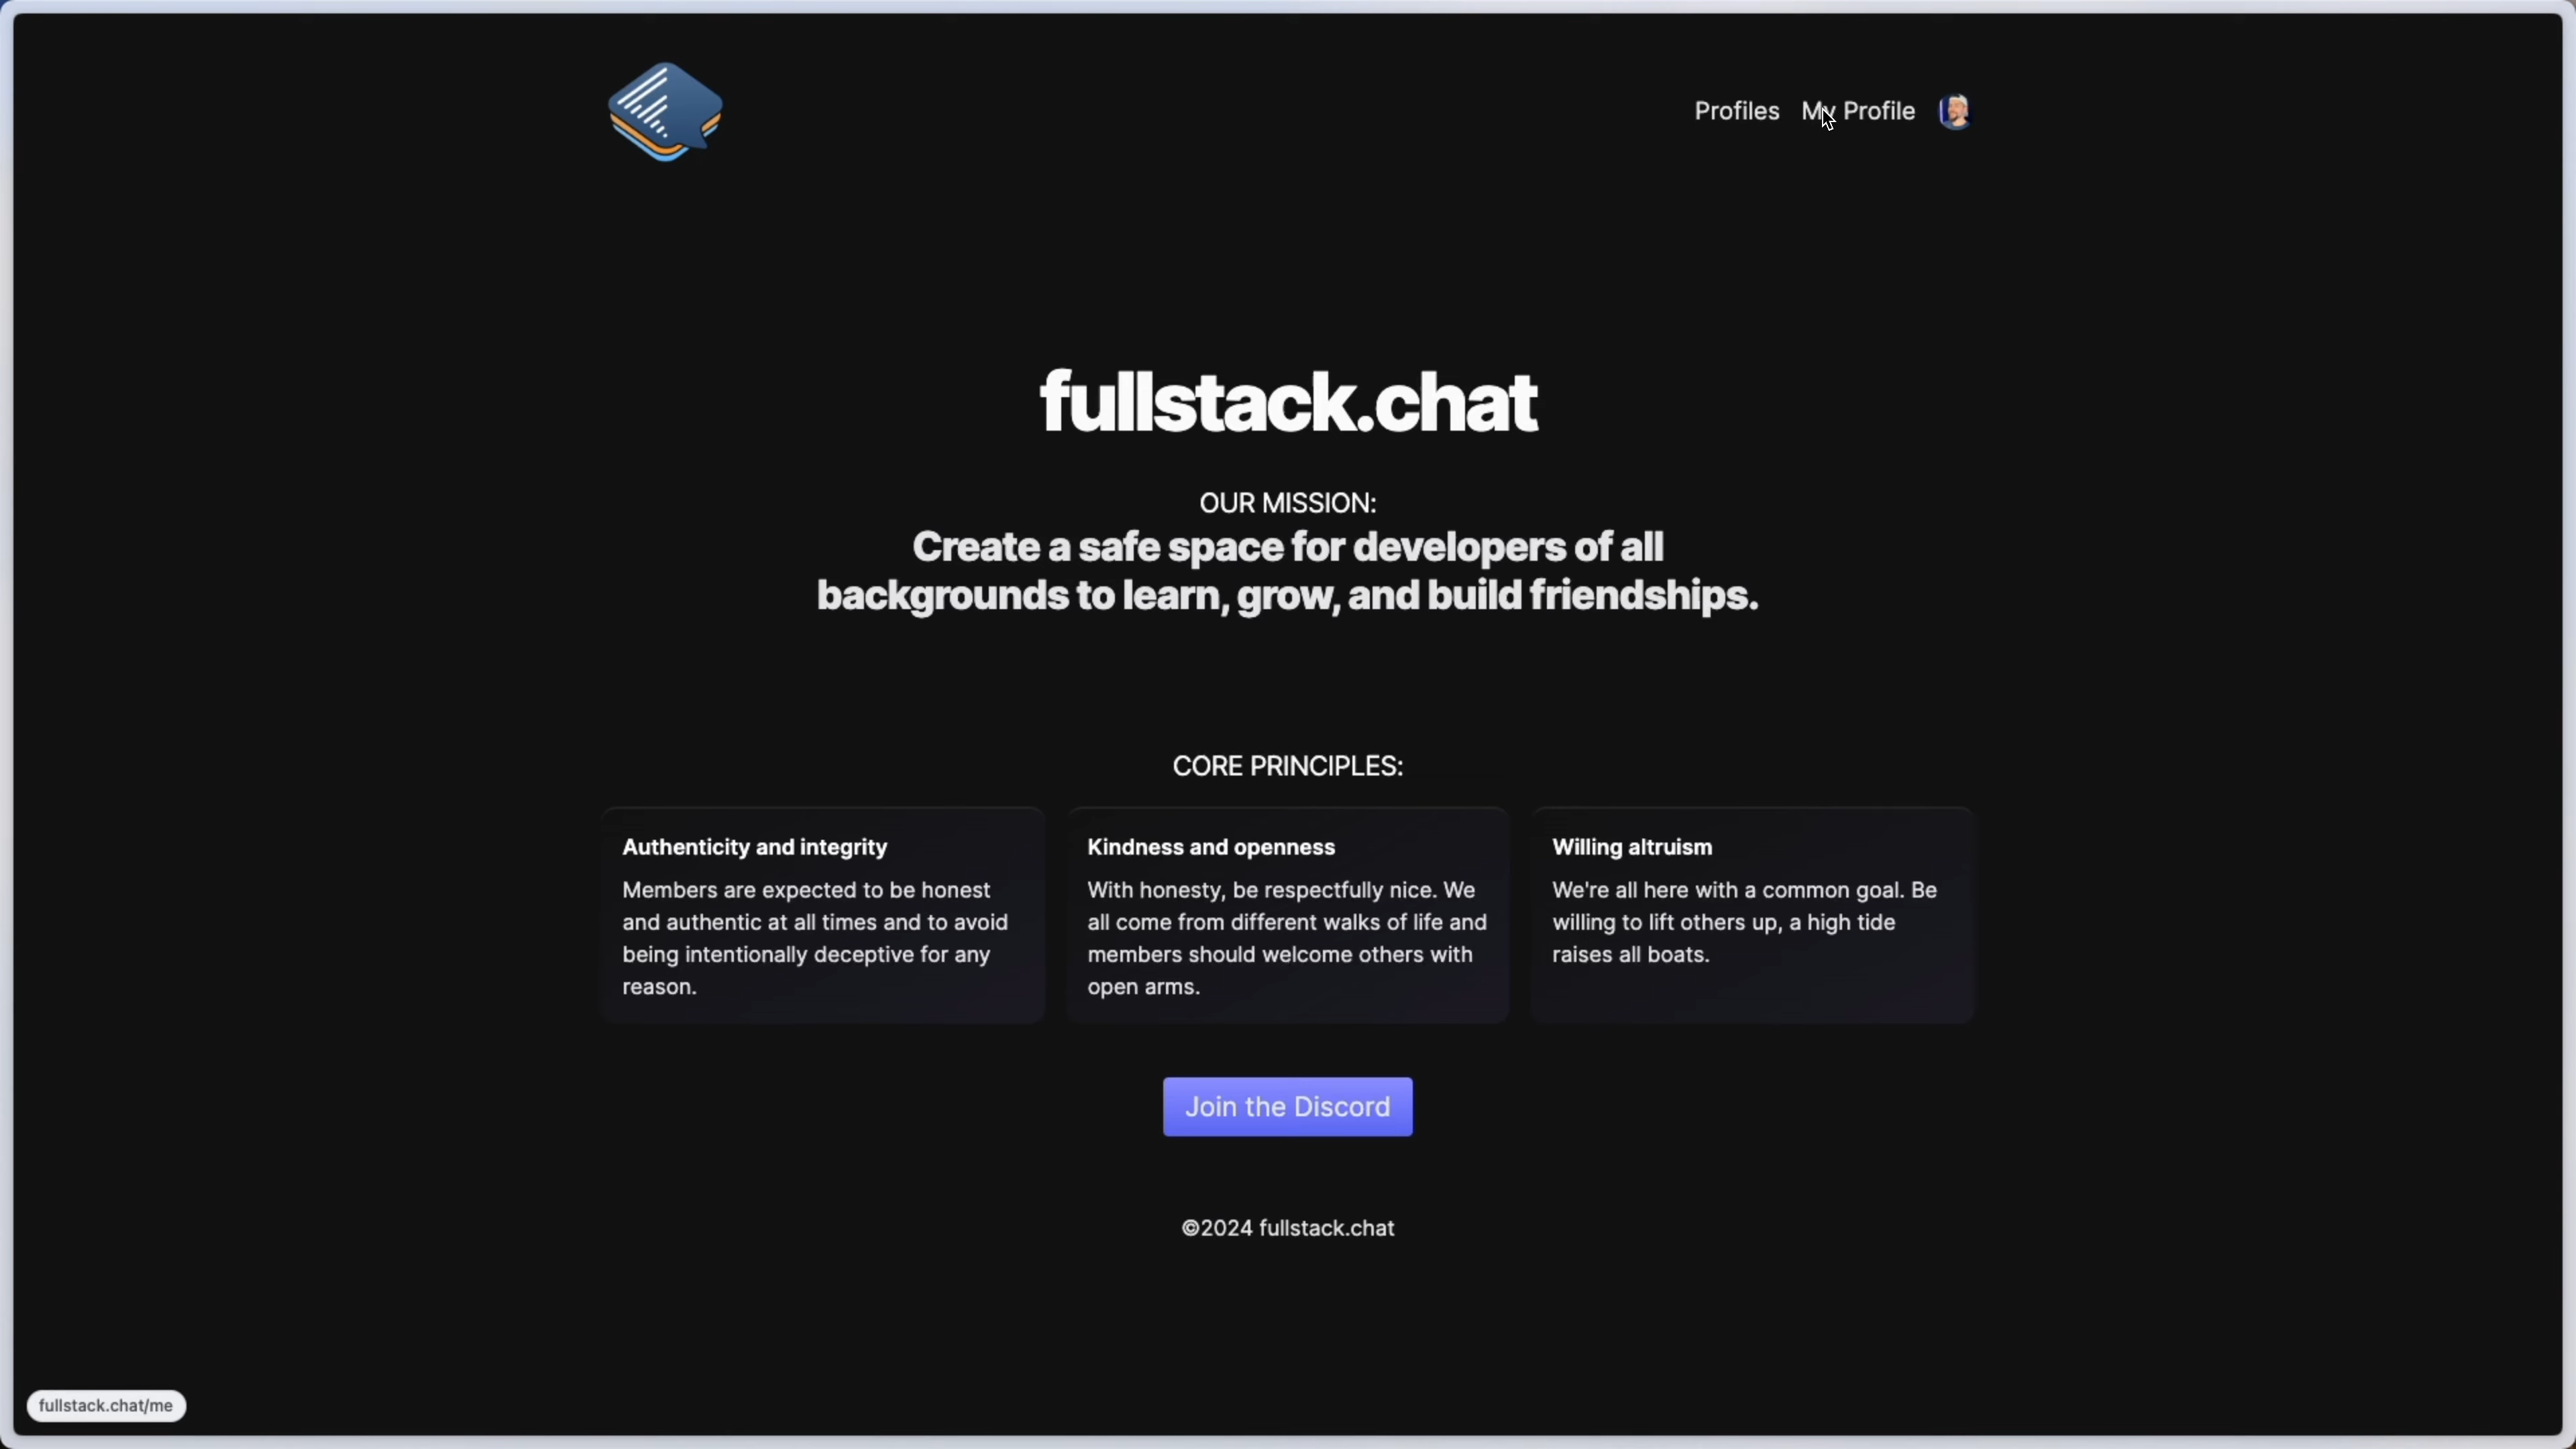 Profiles My Profile
fullstack.chat
OUR MISSION:
Create a safe space for developers of all
backgrounds to learn, grow, and build friendships.
CORE PRINCIPLES:
Authenticity and integrity
Members are expected to be honest
and authentic at all times and to avoid
being intentionally deceptive for any
reason.
Kindness and openness
With honesty, be respectfully nice. We
all come from different walks of life and
members should welcome others with
open arms.
Willing altruism
We're all here with a common goal. Be
willing to lift others up, a high tide
raises all boats.
Join the Discord
©2024 fullstack.chat
fullstack.chat/me